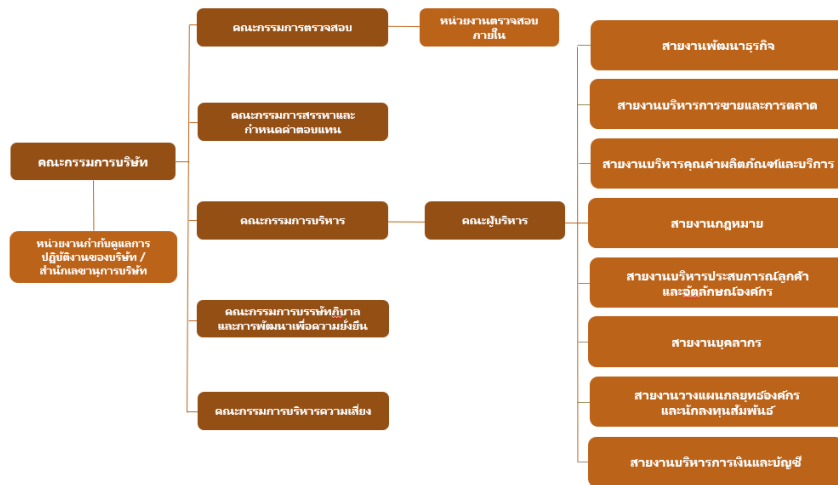 คณะกรรมการบริษัท
หน่วยงานกำกับดูแลการ
ปฏิบัติงานของบริษัท /
สำนักเลขานุการบริษัท
คณะกรรมการตรวจสอบ
หน่วยงานตรวจสอบ
ภายใน
คณะกรรมการสรรหาและ
กำหนดค่าตอบแทน
คณะกรรมการบริหาร
คณะผู้บริหาร
คณะกรรมการบรรษัทภิบาล
และการพัฒนาเพื่อความยั่งยืน
คณะกรรมการบริหารความเสี่ยง
สายงานพัฒนาธุรกิจ
สายงานบริหารการขายและการตลาด
สายงานบริหารคุณค่าผลิตภัณฑ์และบริการ
สายงานกฎหมาย
สายงานบริหารประสบการณ์ลูกค้า
และอัตลักษณ์องค์กร
สายงานบุคลากร
สายงานวางแผนกลยุทธ์องค์กร
และนักลงทุนสัมพันธ์
สายงานบริหารการเงินและบัญชี